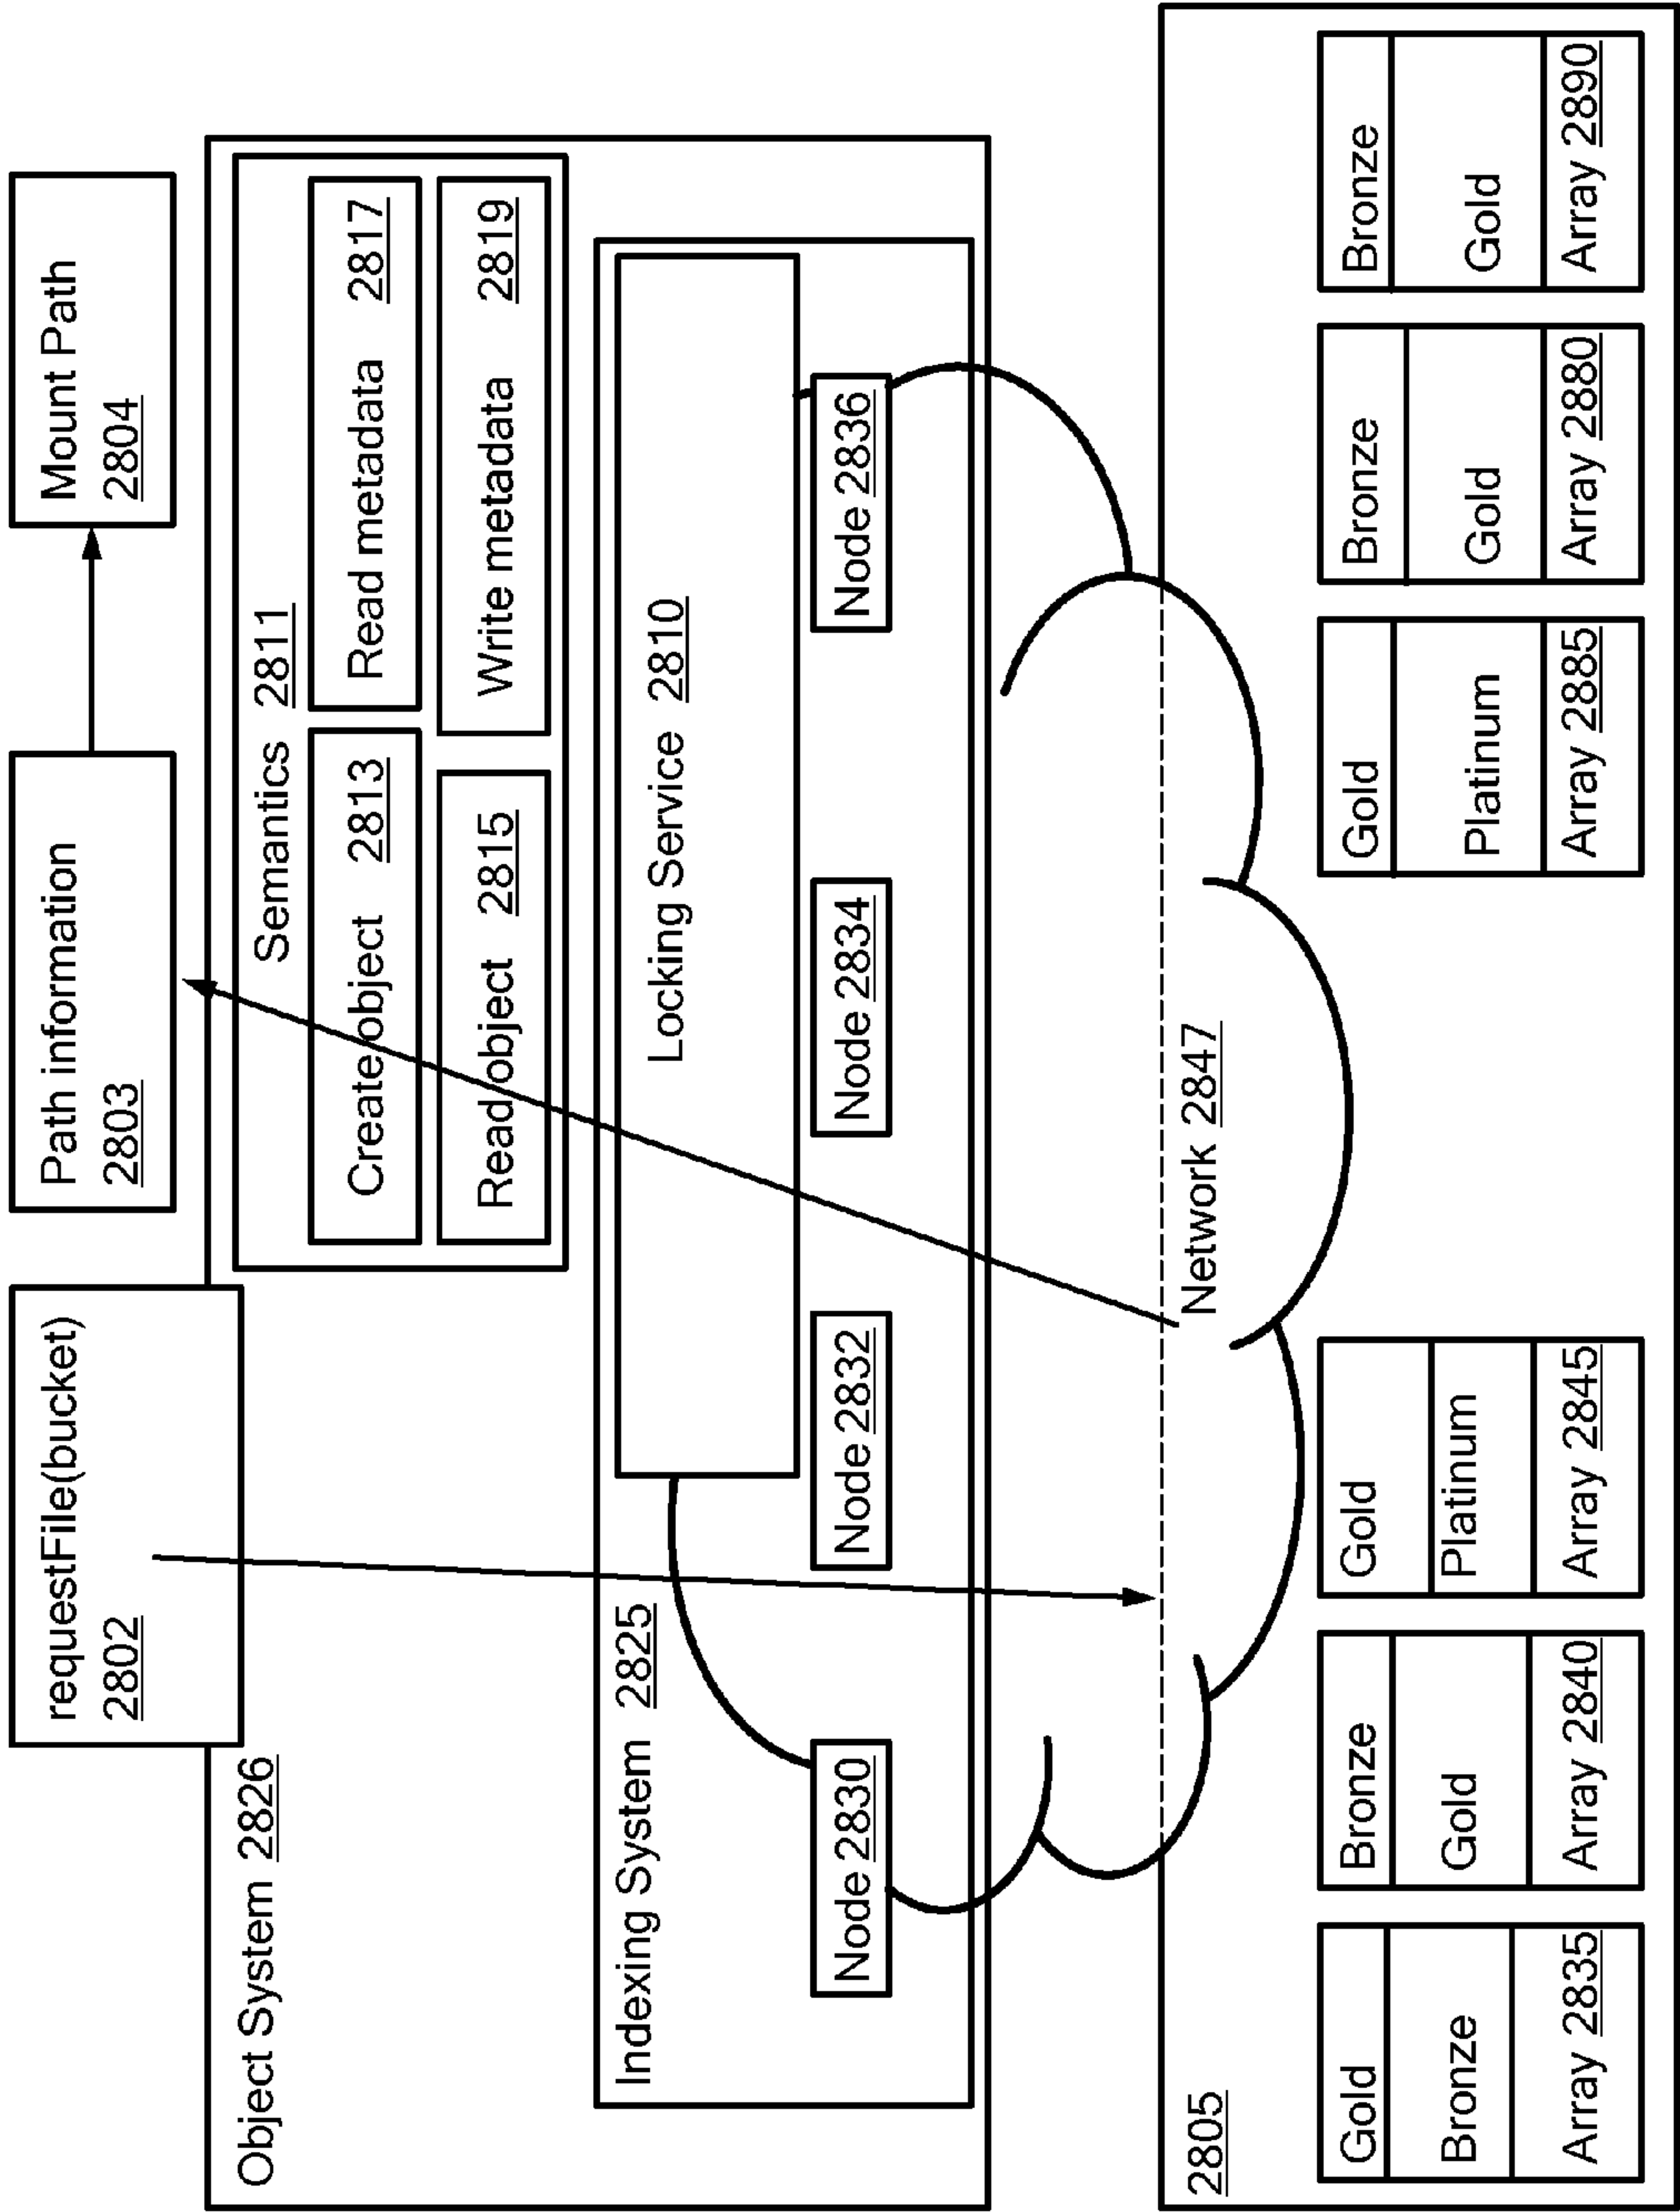 requestFile(bucket)
2802
Path information
2803
Mount Path
2804
Object System 2826
Semantics 2811
Create object 2813
Read metadata 2817
Read object 2815
Write metadata 2819
Indexing System 2825
Locking Service 2810
Node 2830
Node 2832
Node 2834
Node 2836
Network 2847
2805
Gold
Bronze
Array 2835
Bronze
Gold
Array 2840
Gold
Platinum
Array 2845
Gold
Platinum
Array 2885
Bronze
Gold
Array 2880
Bronze
Gold
Array 2890